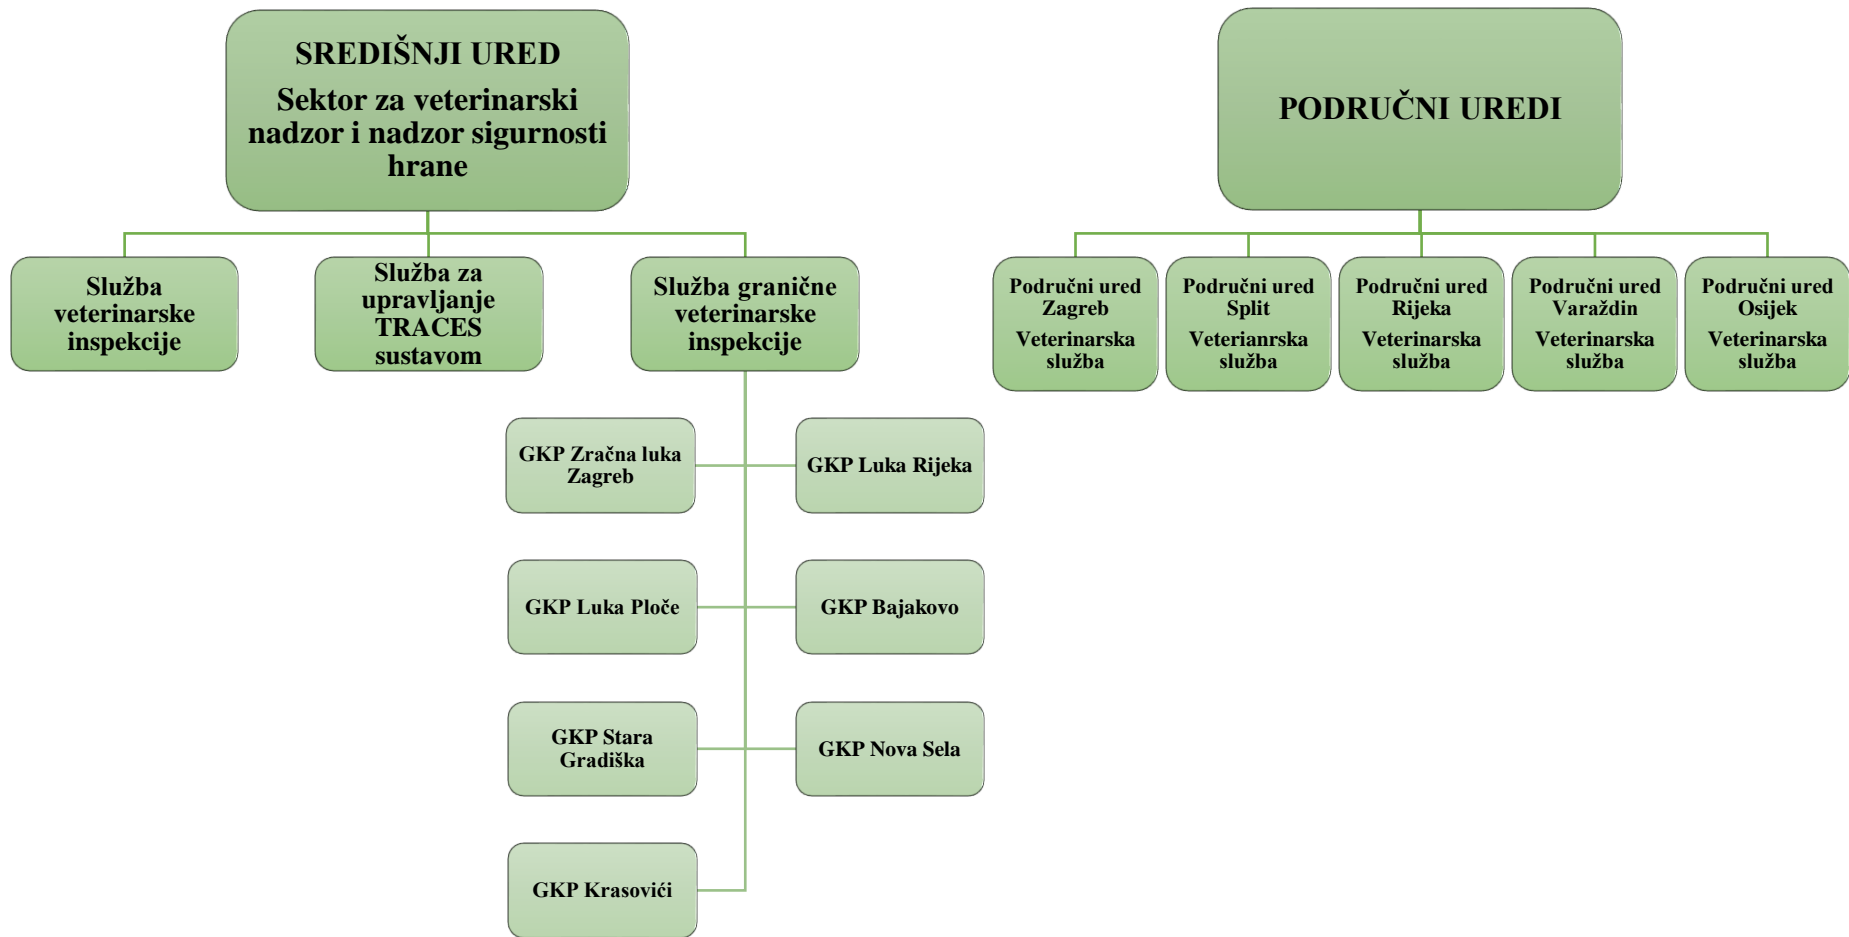 SREDIŠNJI URED
Sektor za veterinarski
nadzor i nadzor sigurnosti
hrane
Služba
veterinarske
inspekcije
Služba za
upravljanje
TRACES
sustavom
Služba granične
veterinarske
inspekcije
GKP Zračna luka
Zagreb
GKP Luka Rijeka
GKP Luka Ploče
GKP Bajakovo
GKP Stara
Gradiška
GKP Nova Sela
GKP Krasovići
PODRUČNI UREDI
Područni ured
Zagreb
Veterinarska
služba
Područni ured
Split
Veterianrska
služba
Područni ured
Rijeka
Veterinarska
služba
Područni ured
Varaždin
Veterinarska
služba
Područni ured
Osijek
Veterinarska
služba